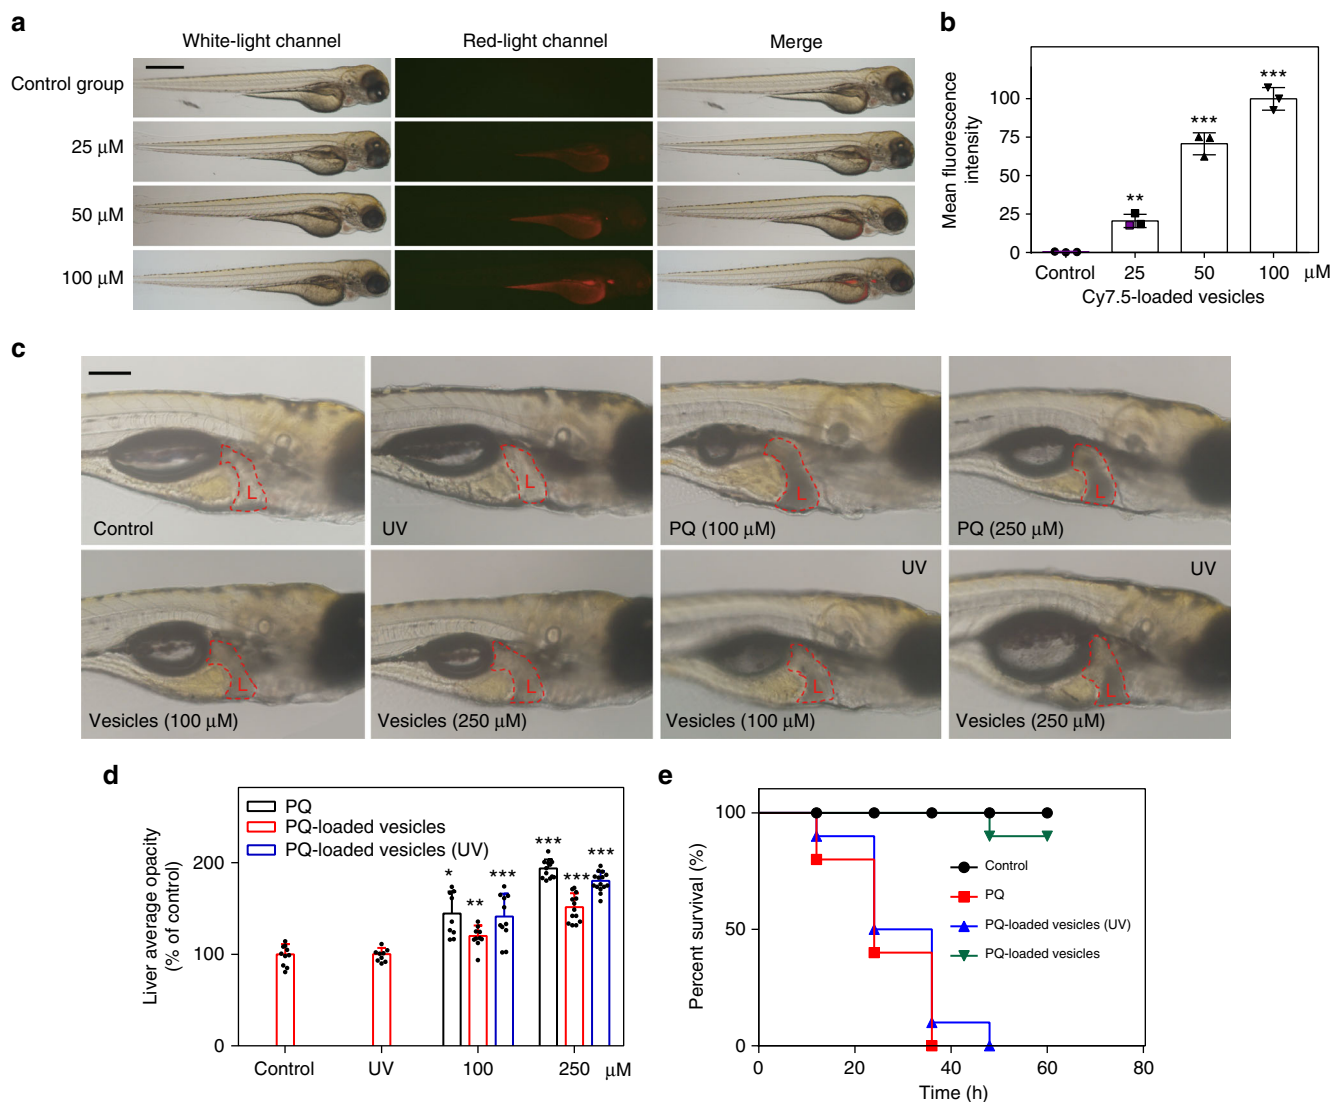 a
White-light channel
Red-light channel
Merge
Control group
25 μM
50 μM
100 μM
b
Mean fluorescence
intensity
100
75
50
25
0
**
***
***
Control
25
50
100
μM
Cy7.5-loaded vesicles
c
L
Control
L
UV
L
PQ (100 μM)
L
PQ (250 μM)
L
Vesicles (100 μM)
L
Vesicles (250 μM)
UV
L
Vesicles (100 μM)
UV
L
Vesicles (250 μM)
d
Liver average opacity
(% of control)
200
100
0
PQ
PQ-loaded vesicles
PQ-loaded vesicles (UV)
*
**
***
***
***
***
Control
UV
100
250
μM
e
Percent survival (%)
100
50
0
Control
PQ
PQ-loaded vesicles (UV)
PQ-loaded vesicles
0
20
40
60
80
Time (h)